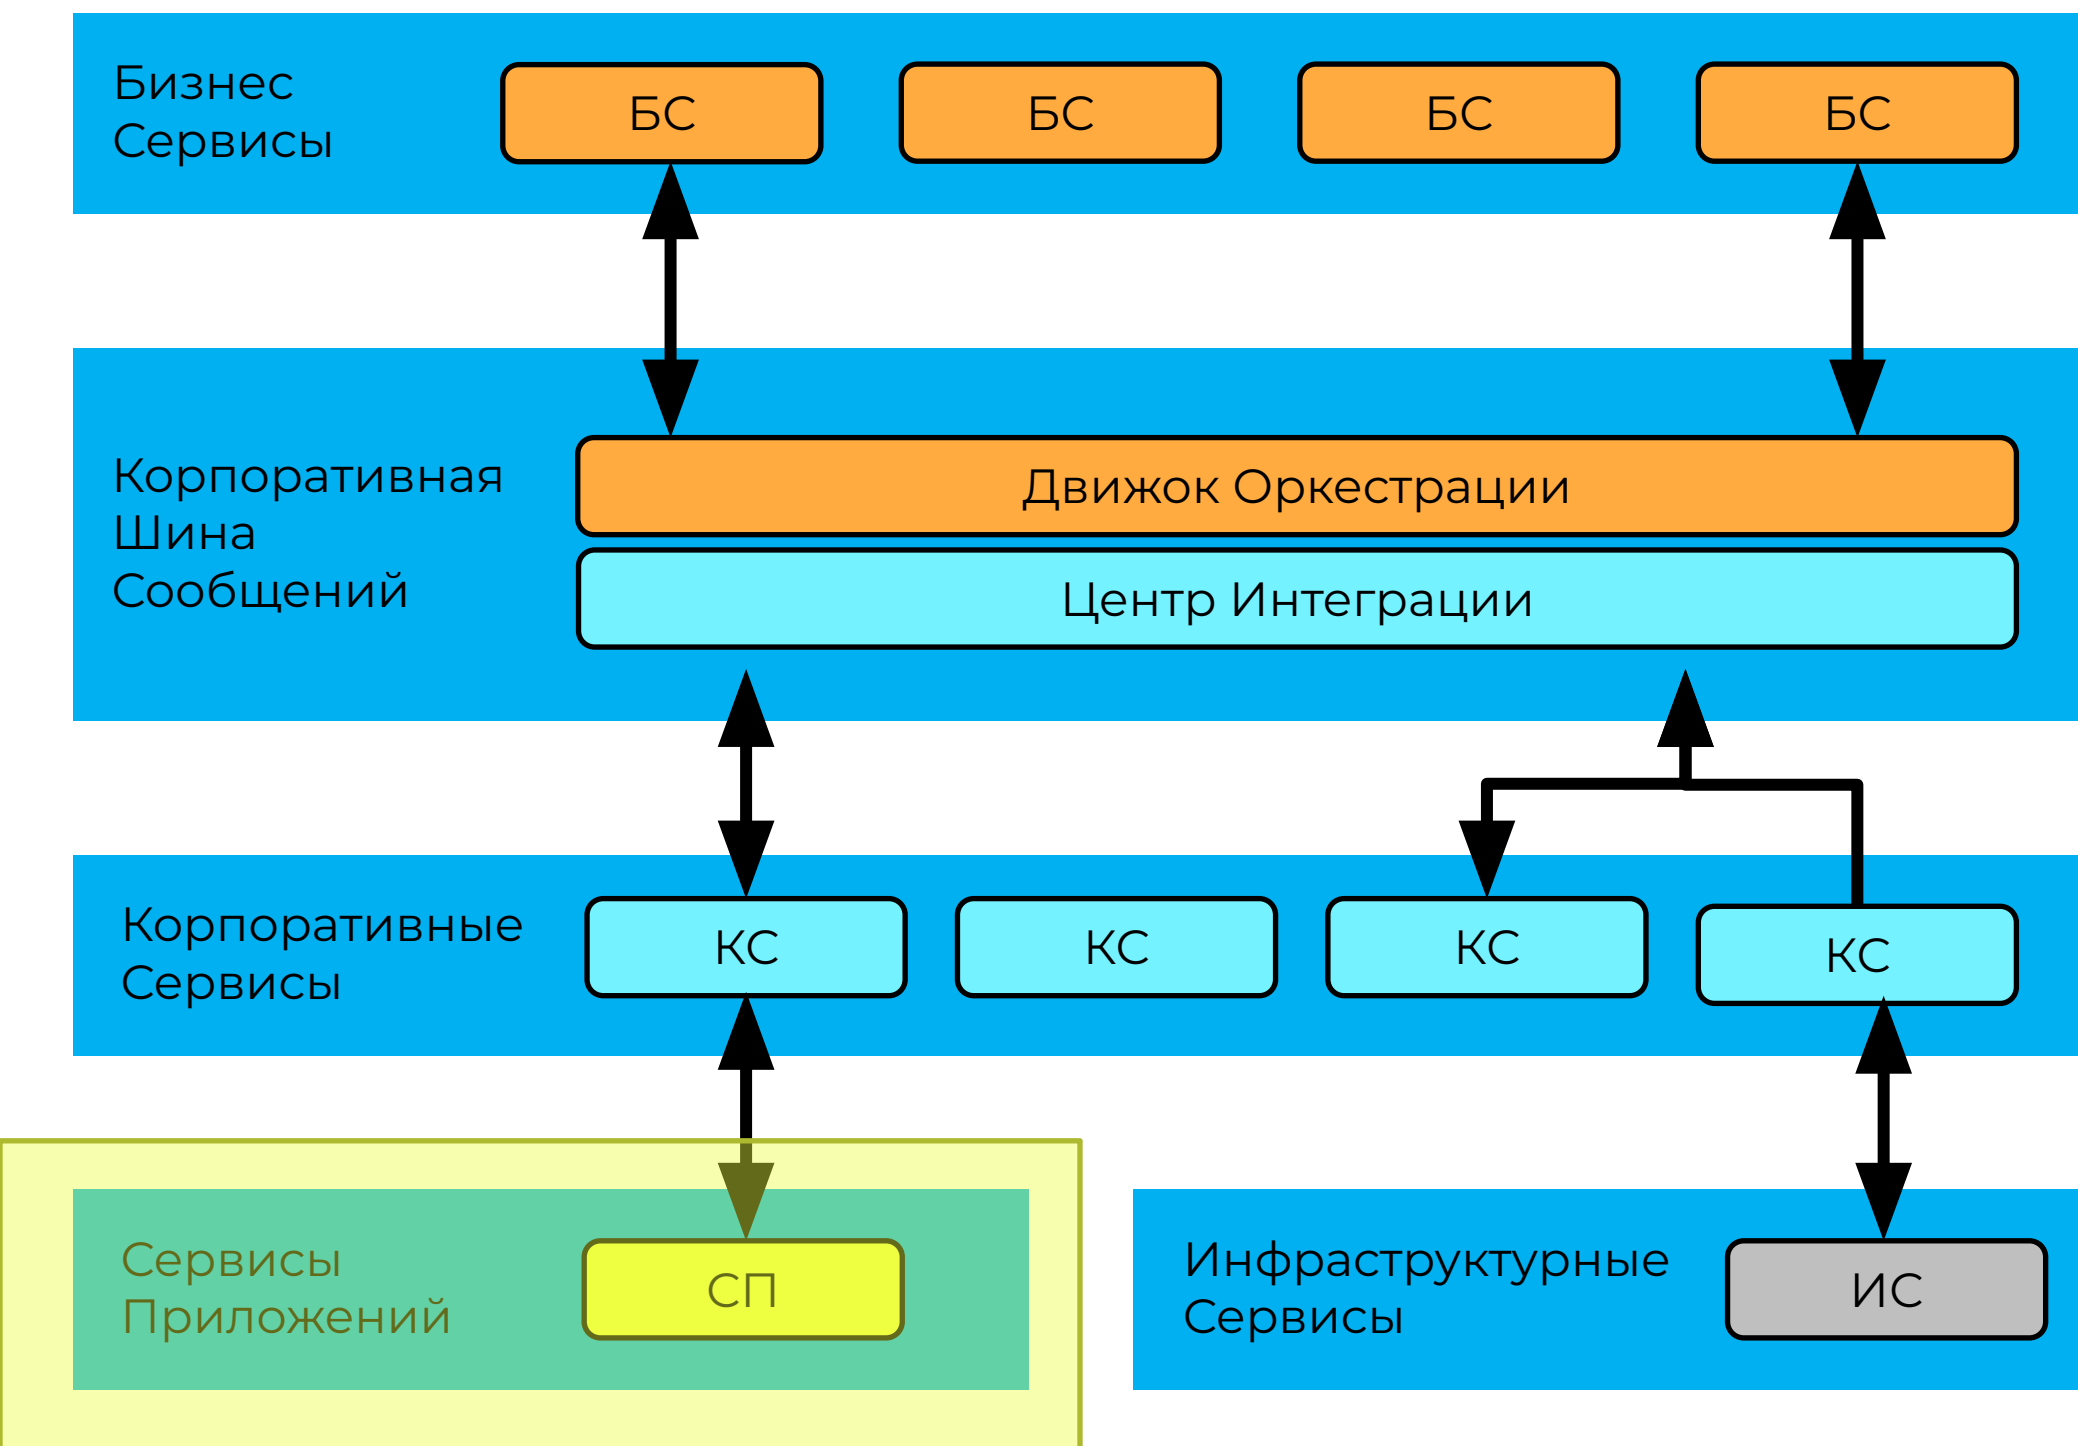 Бизнес
Сервисы
БС
БС
БС
БС
Корпоративная
Шина
Сообщений
Движок Оркестрации
Центр Интеграции
Корпоративные
Сервисы
КС
КС
КС
КС
Сервисы
Приложений
СП
Инфраструктурные
Сервисы
ИС